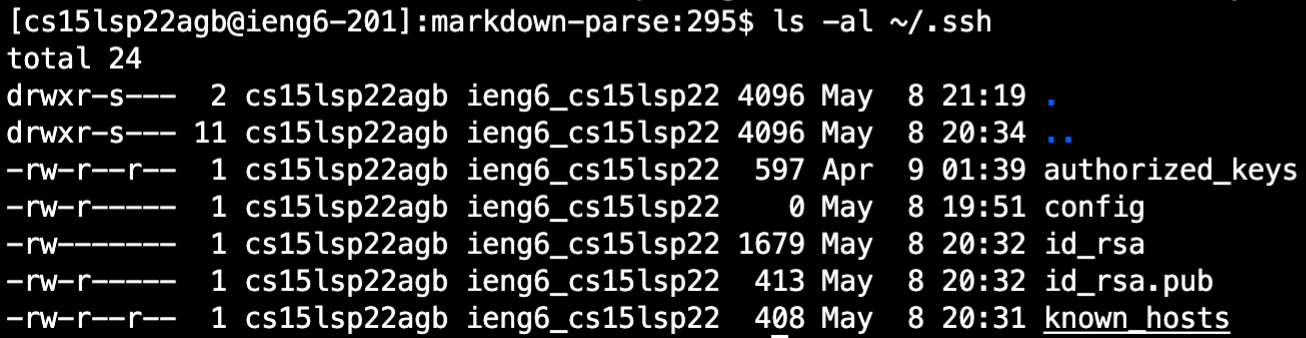 [cs15lsp22agb@ieng6-201]:markdown-parse:295$ ls -al ~/.ssh
total 24
drwxr-s---  2 cs15lsp22agb ieng6_cs15lsp22 4096 May  8 21:19 .
drwxr-s--- 11 cs15lsp22agb ieng6_cs15lsp22 4096 May  8 20:34 ..
-rw-r--r--  1 cs15lsp22agb ieng6_cs15lsp22  597 Apr  9 01:39 authorized_keys
-rw-r-----  1 cs15lsp22agb ieng6_cs15lsp22    0 May  8 19:51 config
-rw-------  1 cs15lsp22agb ieng6_cs15lsp22 1679 May  8 20:32 id_rsa
-rw-r-----  1 cs15lsp22agb ieng6_cs15lsp22  413 May  8 20:32 id_rsa.pub
-rw-r--r--  1 cs15lsp22agb ieng6_cs15lsp22  408 May  8 20:31 known_hosts